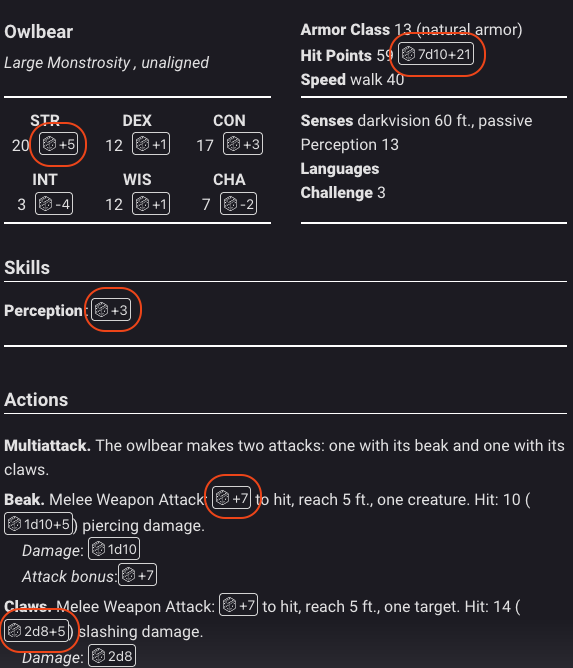 Owlbear
Large Monstrosity , unaligned
Armor Class 13 (natural armor)
Hit Points 59 7d10+21
Speed walk 40
STR DEX CON
20 +5 12 +1 17 +3
INT WIS CHA
3 -4 12 +1 7 -2
Senses darkvision 60 ft., passive
Perception 13
Languages
Challenge 3
Skills
Perception: +3
Actions
Multiattack. The owlbear makes two attacks: one with its beak and one with its
claws.
Beak. Melee Weapon Attack: +7 to hit, reach 5 ft., one creature. Hit: 10 (
1d10+5) piercing damage.
Damage: 1d10
Attack bonus: +7
Claws. Melee Weapon Attack: +7 to hit, reach 5 ft., one target. Hit: 14 (
2d8+5) slashing damage.
Damage: 2d8